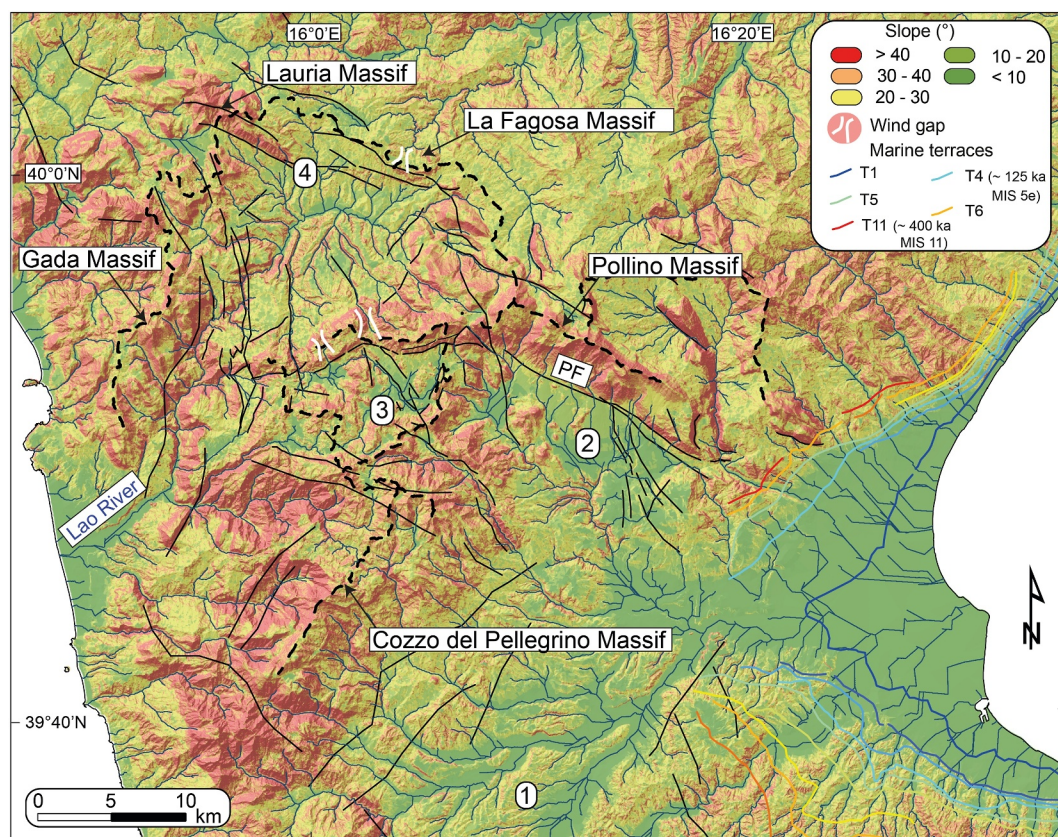 16°0'E
16°20'E
Slope (°)
> 40
10 - 20
30 - 40
< 10
20 - 30
Wind gap
Marine terraces
T1
T4 (~ 125 ka
MIS 5e)
T5
T6
T11 (~ 400 ka
MIS 11)
Lauria Massif
La Fagosa Massif
40°0'N
4
Gada Massif
Pollino Massif
PF
3
2
Lao River
N
Cozzo del Pellegrino Massif
39°40'N
1
0 5 10
km